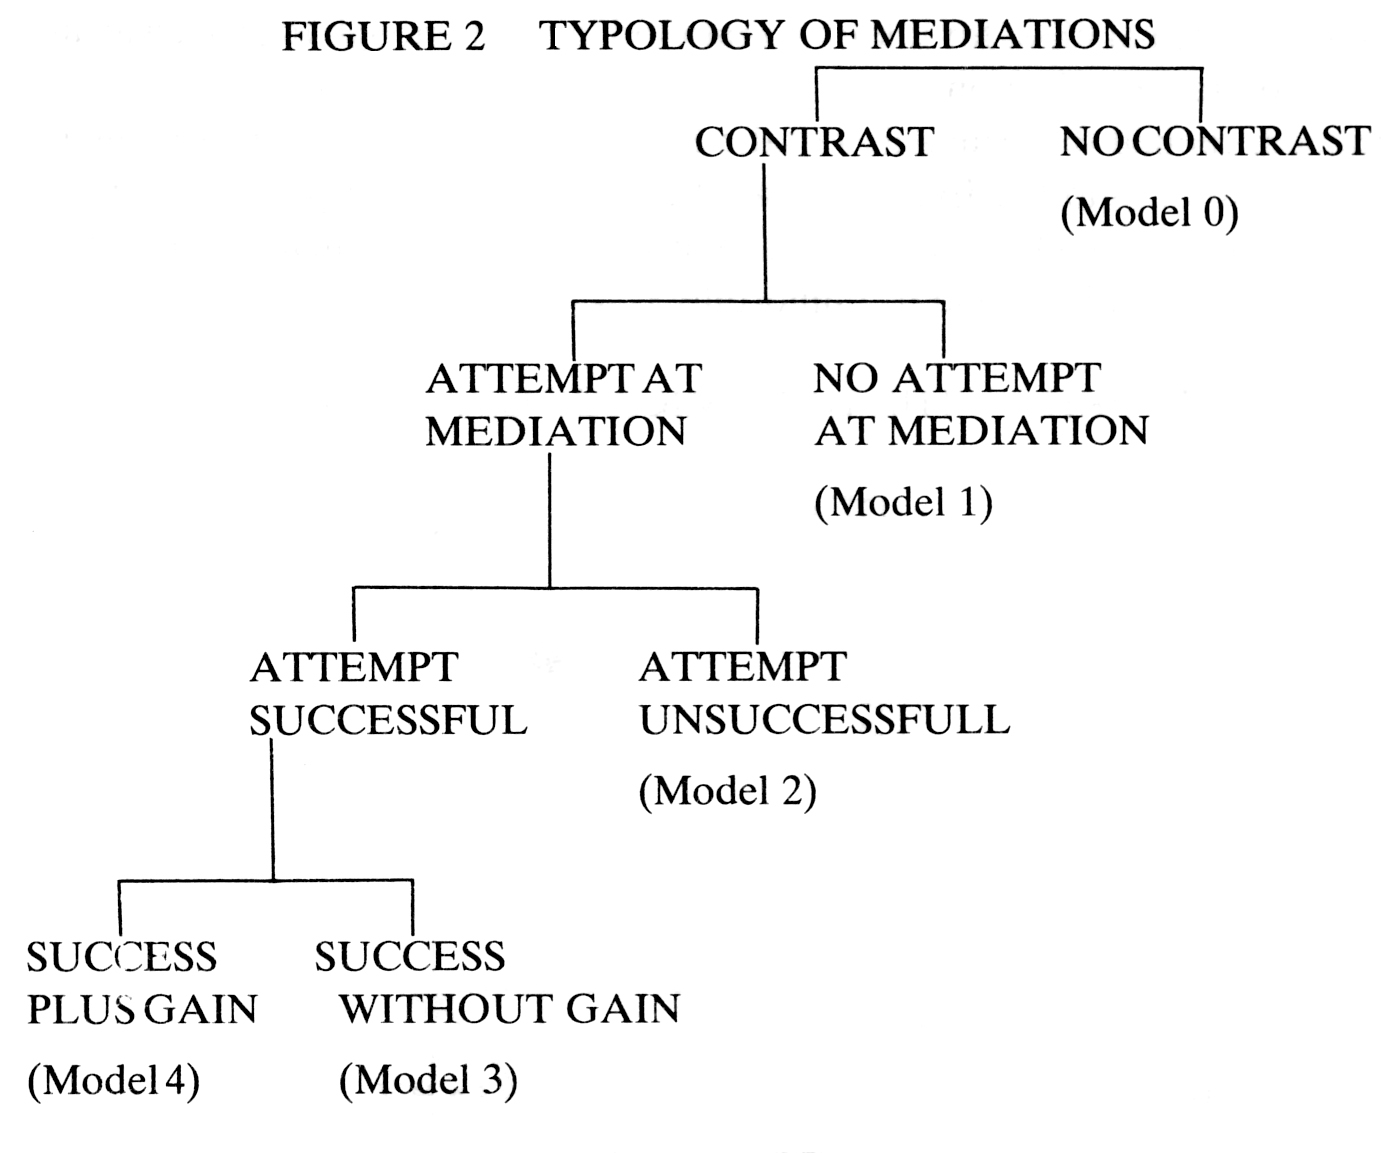 FIGURE 2 TYPOLOGY OF MEDIATIONS
CONTRAST
NO CONTRAST
(Model 0)
ATTEMPT AT
MEDIATION
NO ATTEMPT
AT MEDIATION
(Model 1)
ATTEMPT
SUCCESSFUL
ATTEMPT
UNSUCCESSFULL
(Model 2)
SUCCESS
PLUS GAIN
(Model 4)
SUCCESS
WITHOUT GAIN
(Model 3)